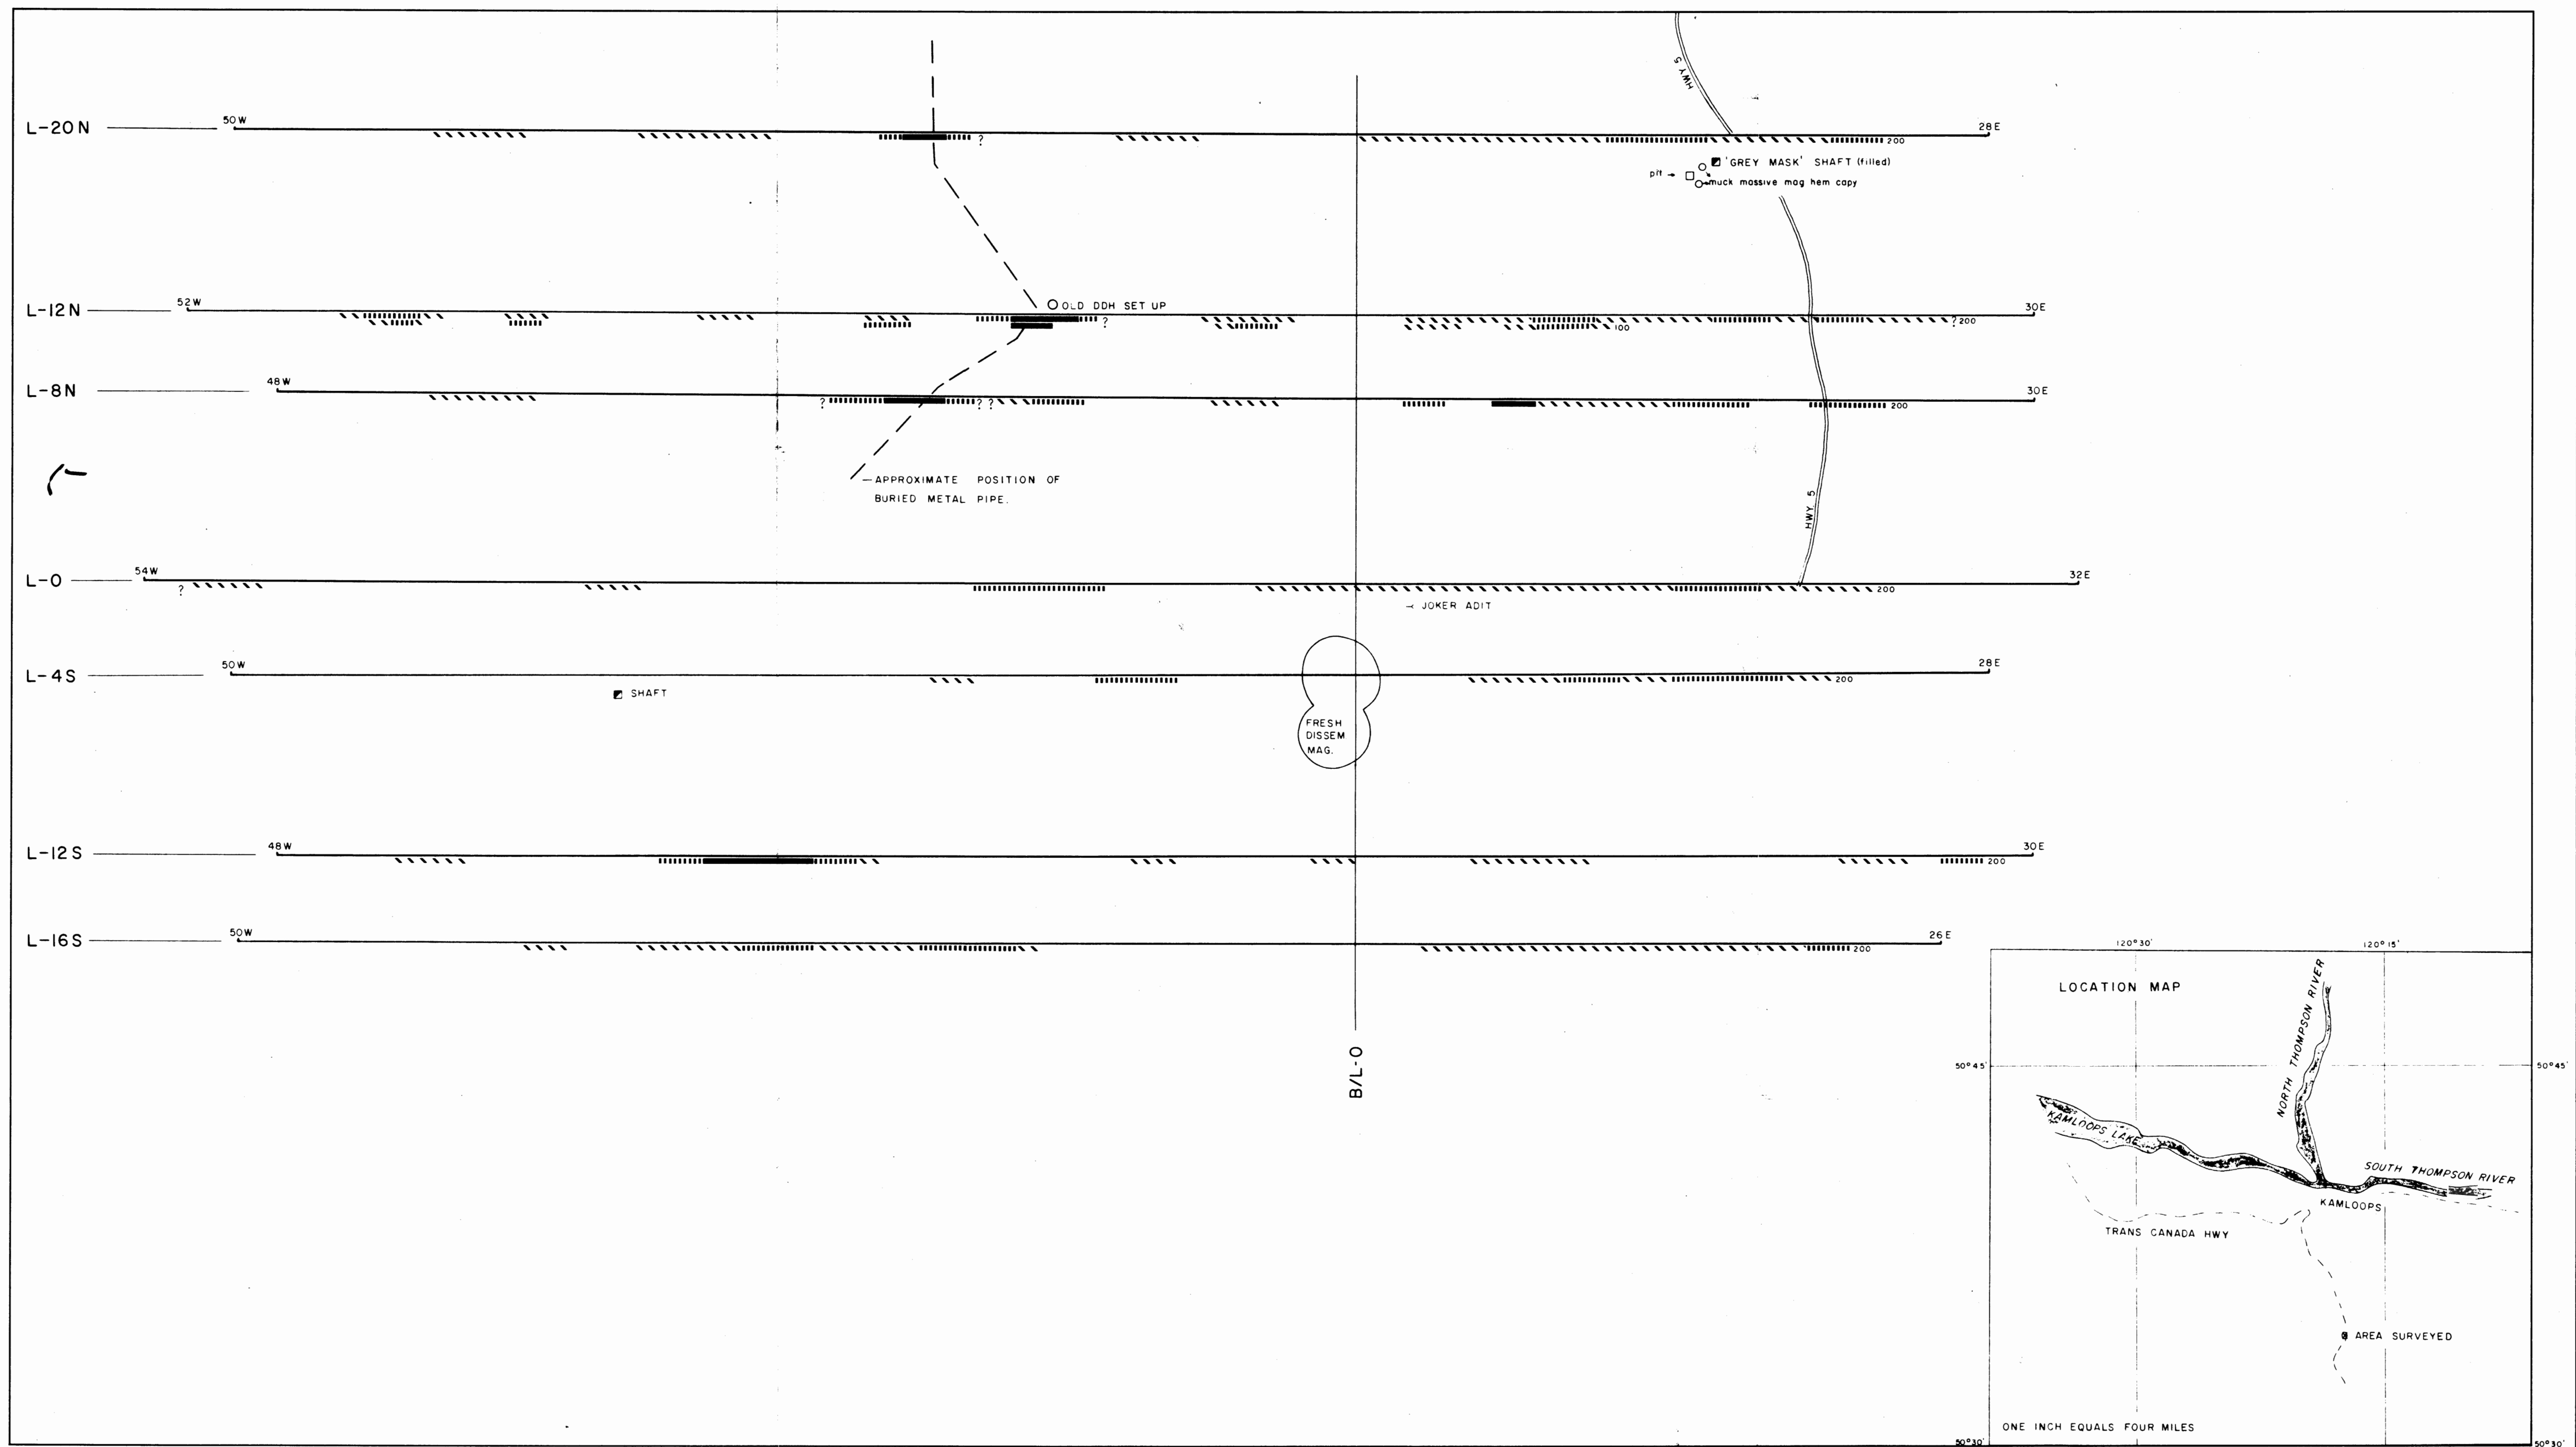 HWY 5
L-20N
50W
28E
?
200
'GREY MASK' SHAFT (filled)
pit
muck massive mag hem capy
L-12N
52W
OLD DDH SET UP
30E
?
100
? 200
L-8N
48W
30E
?
? ?
200
APPROXIMATE POSITION OF
BURIED METAL PIPE.
HWY. 5
L-0
54W
32E
?
200
JOKER ADIT
L-4S
50W
28E
200
SHAFT
FRESH
DISSEM
MAG.
L-12S
48W
30E
200
L-16S
50W
26E
200
B/L-0
120°30'
120°15'
LOCATION MAP
NORTH THOMPSON RIVER
50°45'
50°45'
KAMLOOPS LAKE
SOUTH THOMPSON RIVER
KAMLOOPS
TRANS CANADA HWY
AREA SURVEYED
ONE INCH EQUALS FOUR MILES
50°30'
50°30'